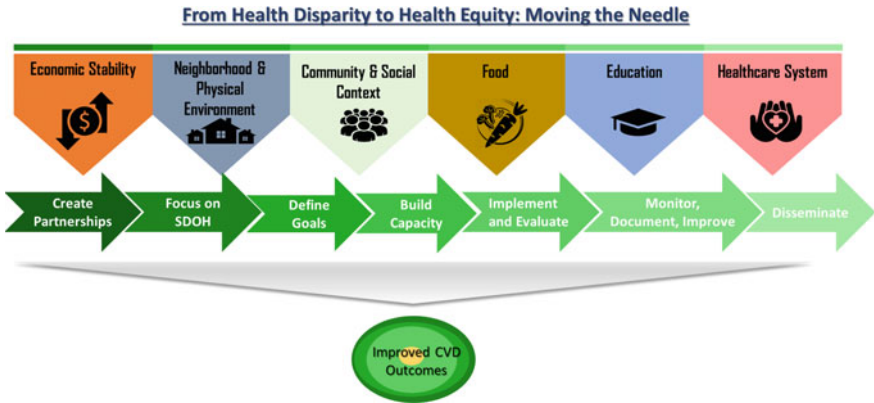 From Health Disparity to Health Equity: Moving the Needle
Economic Stability
Neighborhood &
Physical
Environment
Community & Social
Context
Food
Education
Healthcare System
$
Create
Partnerships
Focus on
SDOH
Define
Goals
Build
Capacity
Implement
and Evaluate
Monitor,
Document, Improve
Disseminate
Improved CVD
Outcomes